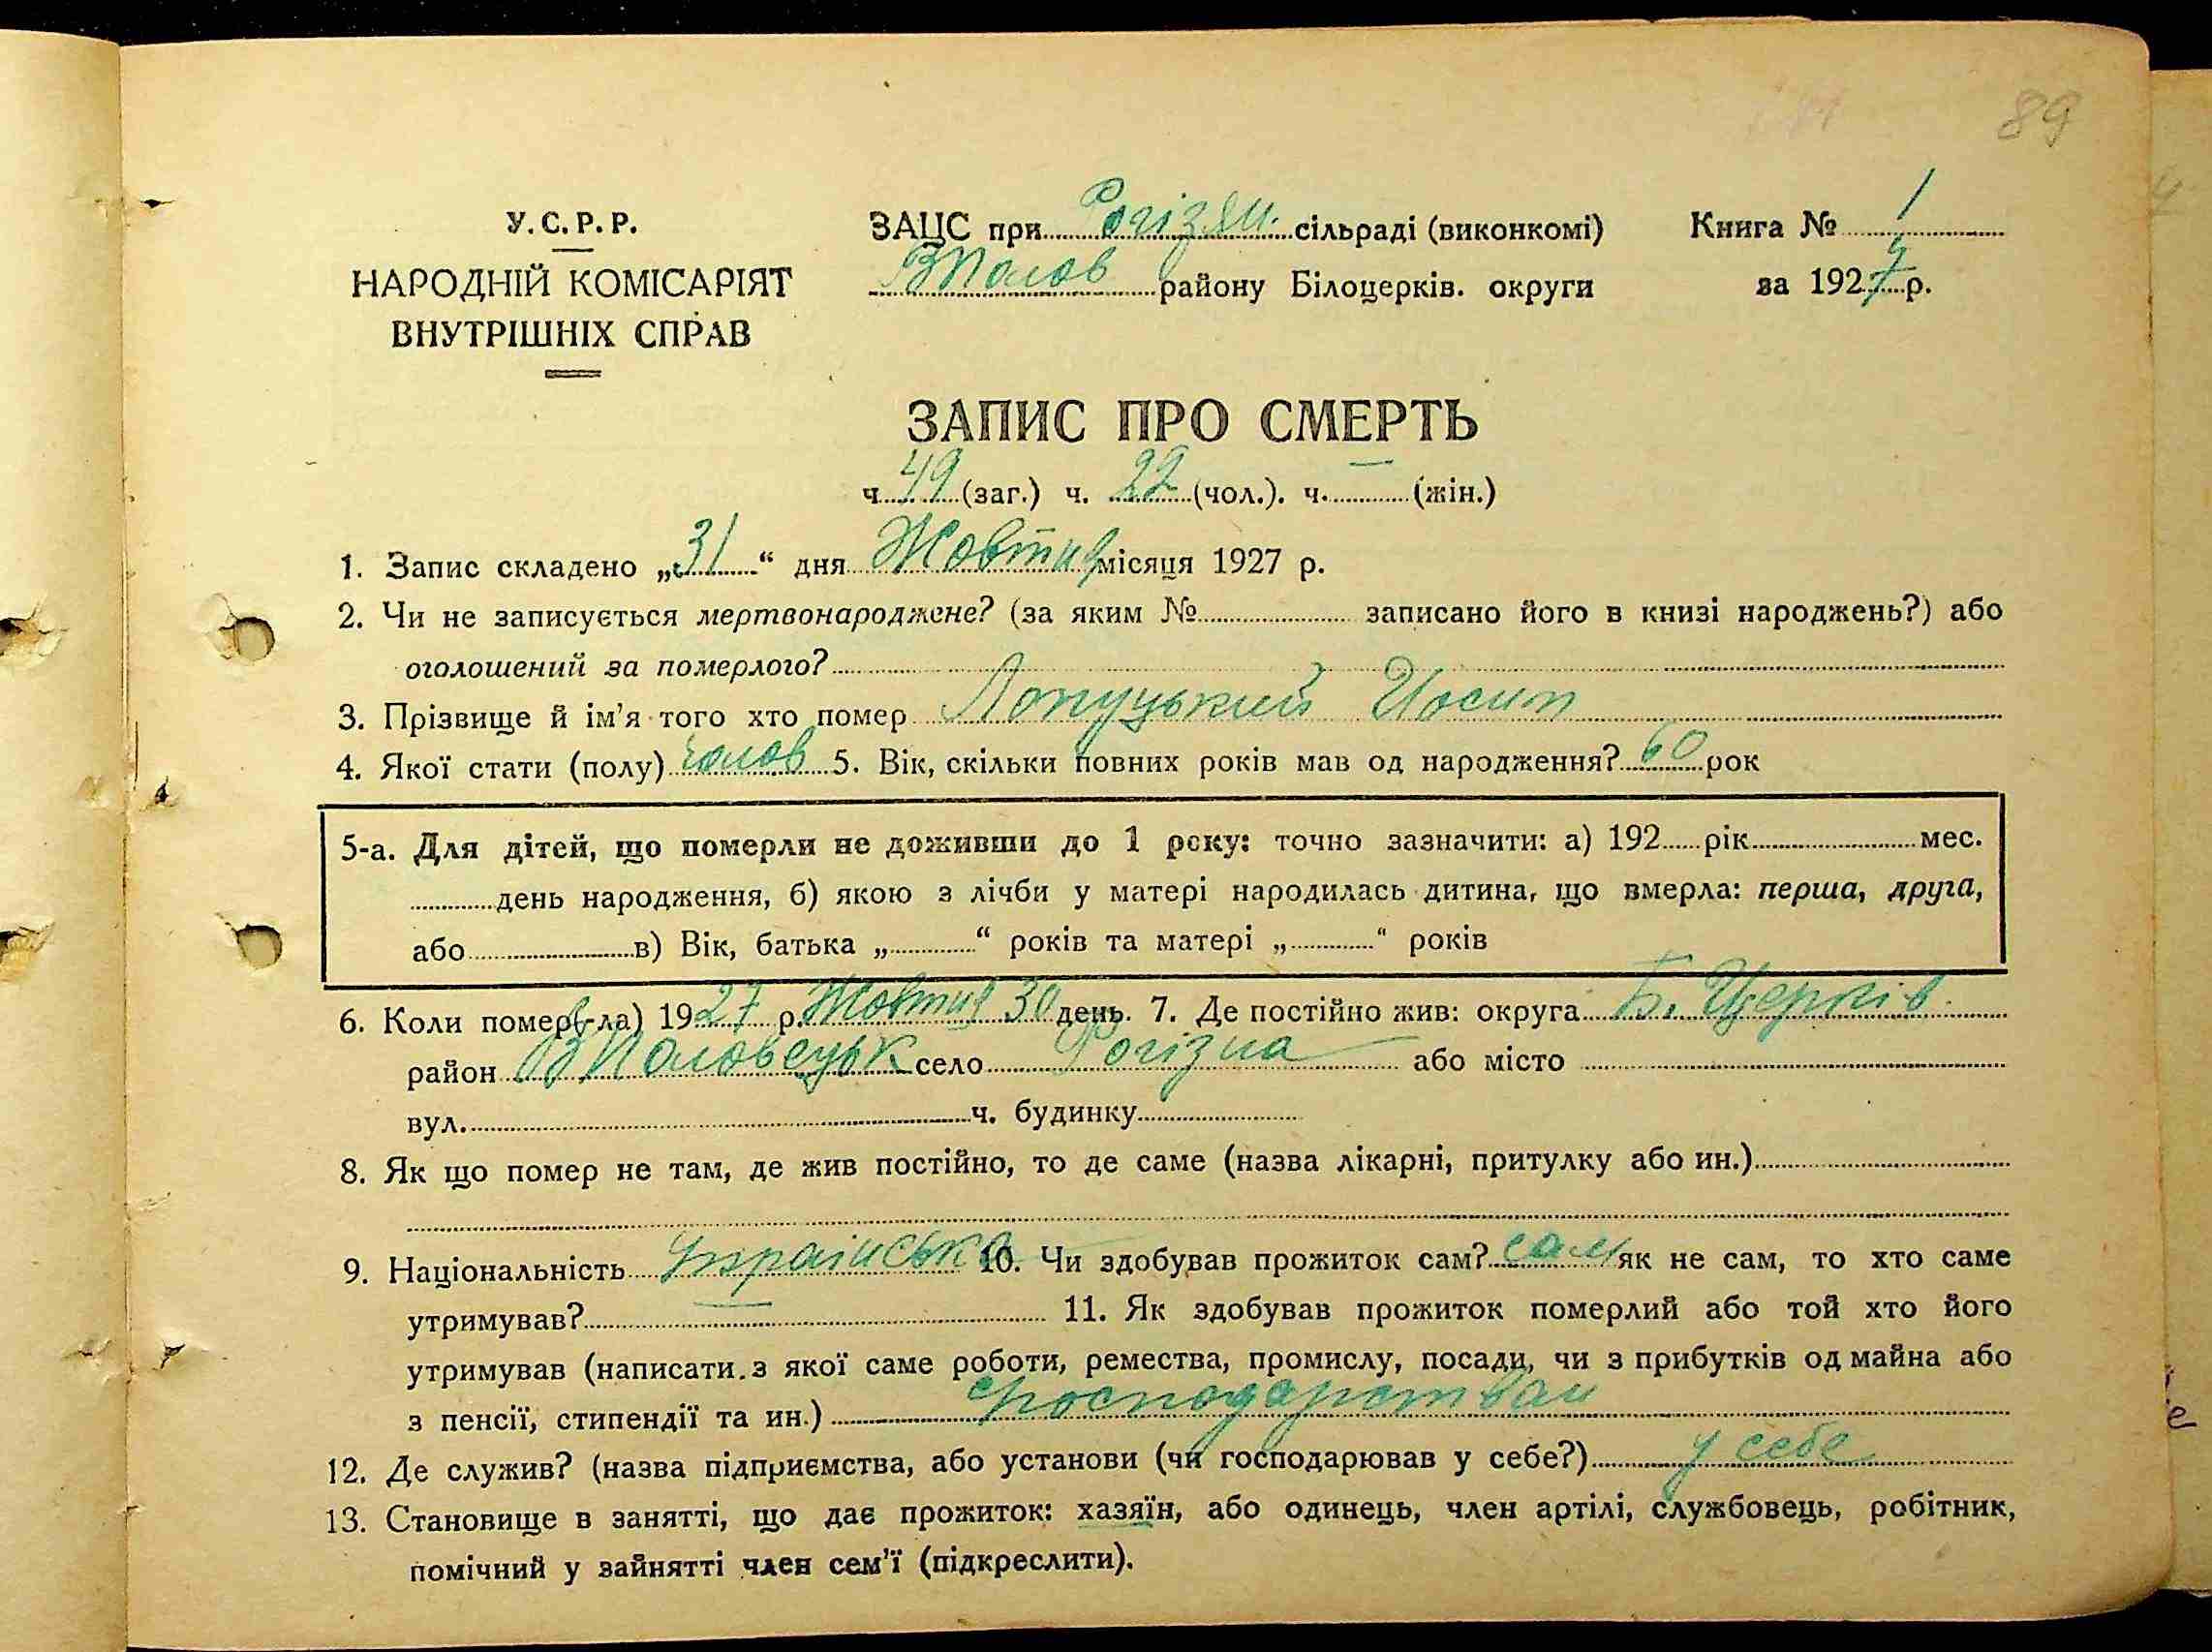 89
У.С.Р.Р.
НАРОДНІЙ КОМІСАРІЯТ
ВНУТРІШНІХ СПРАВ
ЗАЦС при Рогізян. сільраді (виконкомі)
ВПолов району Білоцерків. округи
Книга № 1
за 1927 р.
ЗАПИС ПРО СМЕРТЬ
ч. 49 (заг.) ч. 22 (чол.). ч. — (жін.)
1. Запис складено „31“ дня Жовтня місяця 1927 р.
2. Чи не записується мертвонароджене? (за яким № записано його в книзі народжень?) або
оголошений за померлого?
3. Прізвище й ім'я того хто помер Лопуцький Иосип
4. Якої стати (полу) чолов 5. Вік, скільки повних років мав од народження? 60 рок
5-а. Для дітей, що померли не доживши до 1 року: точно зазначити: а) 192 рік мес.
день народження, б) якою з лічби у матері народилась дитина, що вмерла: перша, друга,
або в) Вік, батька „ “ років та матері „ “ років
6. Коли помер(-ла) 1927 р. Жовтня 30 день. 7. Де постійно жив: округа Б. Церків
район ВПоловецьк село Рогізна або місто
вул. ч. будинку
8. Як що помер не там, де жив постійно, то де саме (назва лікарні, притулку або ин.)
9. Національність Українська 10. Чи здобував прожиток сам? сам як не сам, то хто саме
утримував? — 11. Як здобував прожиток померлий або той хто його
утримував (написати з якої саме роботи, ремества, промислу, посади, чи з прибутків од майна або
з пенсії, стипендії та ин.) Господарством
12. Де служив? (назва підприємства, або установи (чи господарював у себе?) у себе
13. Становище в занятті, що дає прожиток: хазяїн, або одинець, член артілі, службовець, робітник,
помічний у зайнятті член сем'ї (підкреслити).